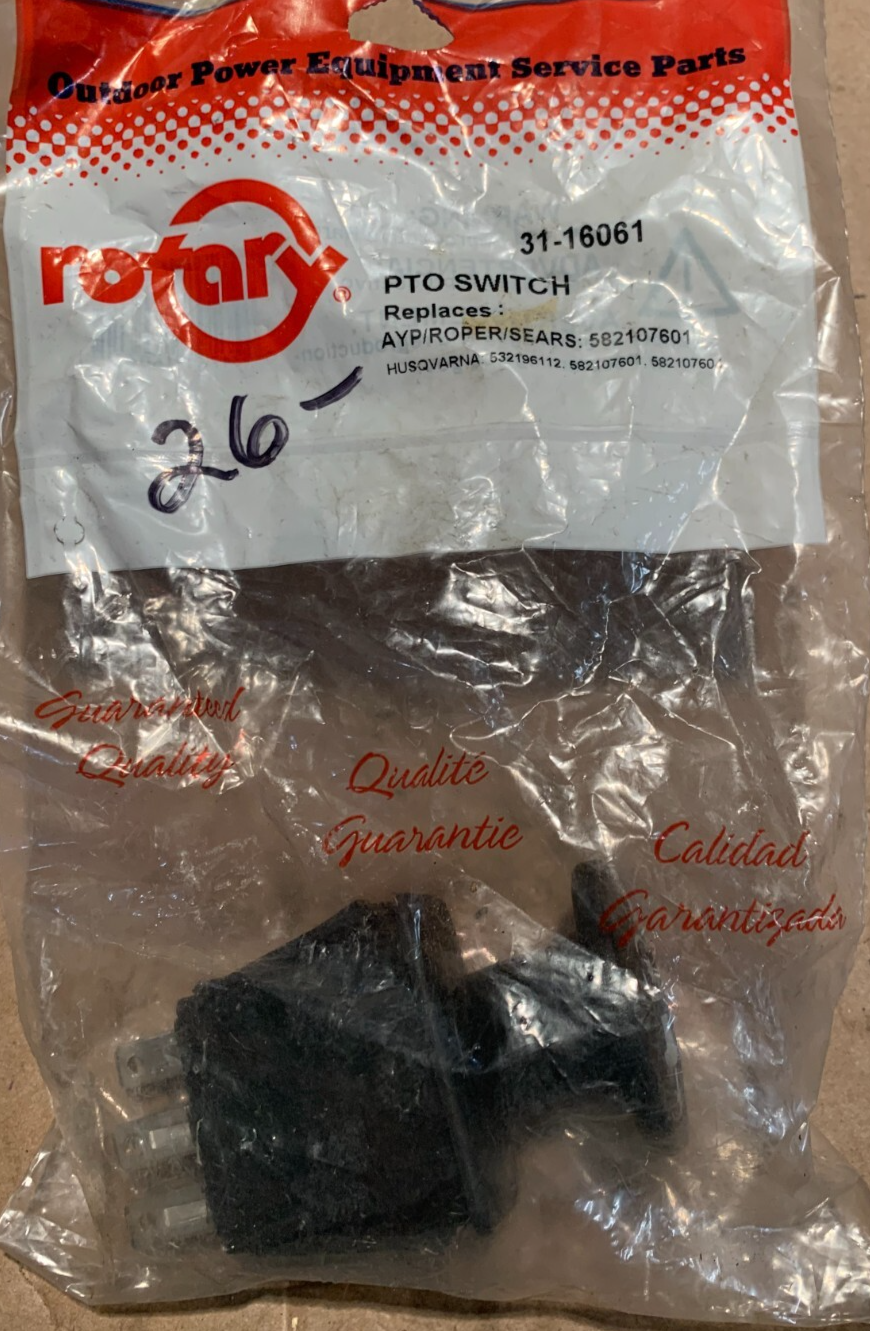 Outdoor Power Equipment Service Parts
rotary®
31-16061
PTO SWITCH
Replaces :
AYP/ROPER/SEARS: 582107601
HUSQVARNA: 532196112, 582107601, 58210760
26-
Guaranteed
Quality
Qualité
Guarantie
Calidad
Garantizada